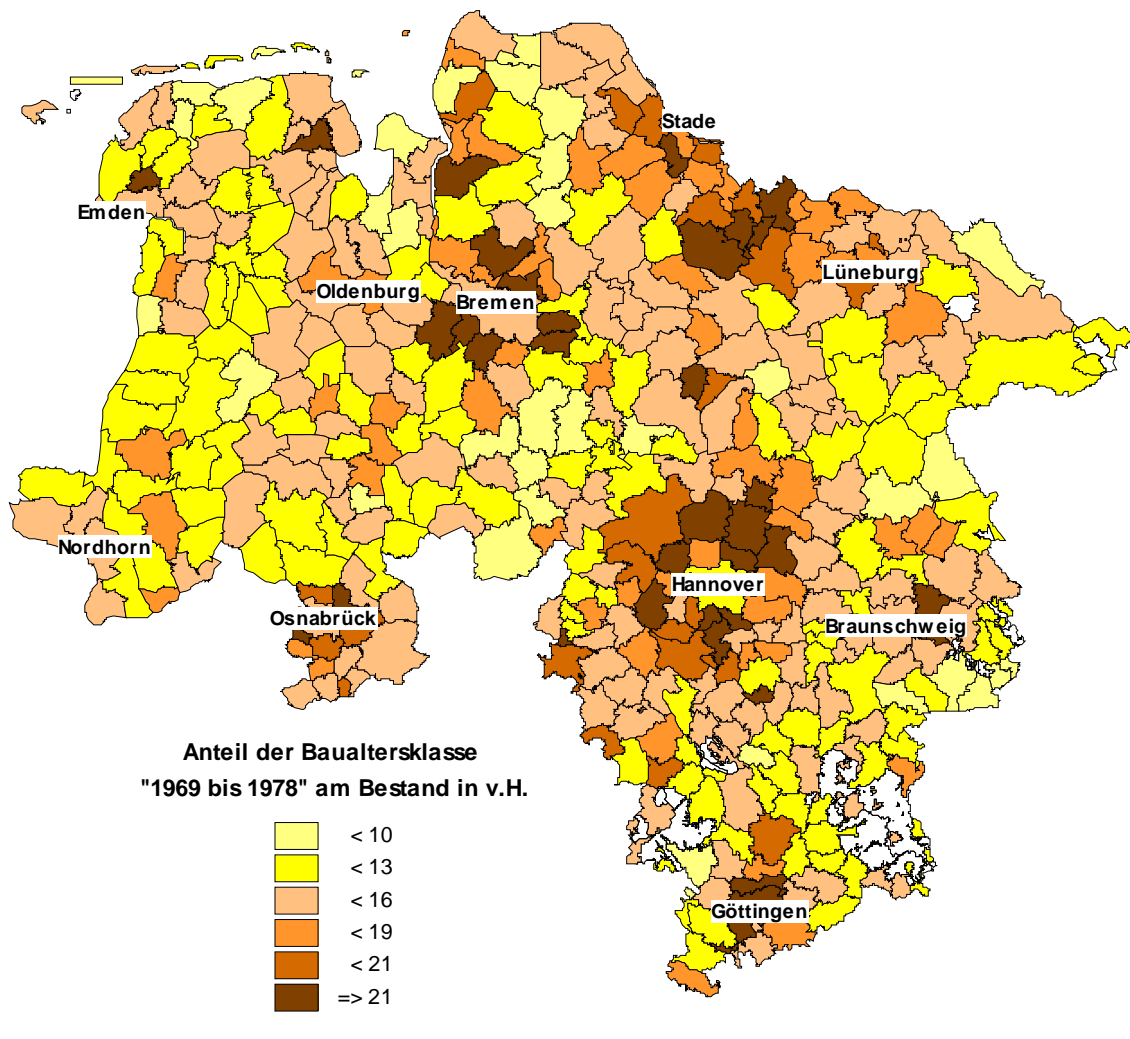 Stade
Emden
Lüneburg
Oldenburg
Bremen
Nordhorn
Hannover
Osnabrück
Braunschweig
Göttingen
Anteil der Baualtersklasse
"1969 bis 1978" am Bestand in v.H.
< 10
< 13
< 16
< 19
< 21
=> 21